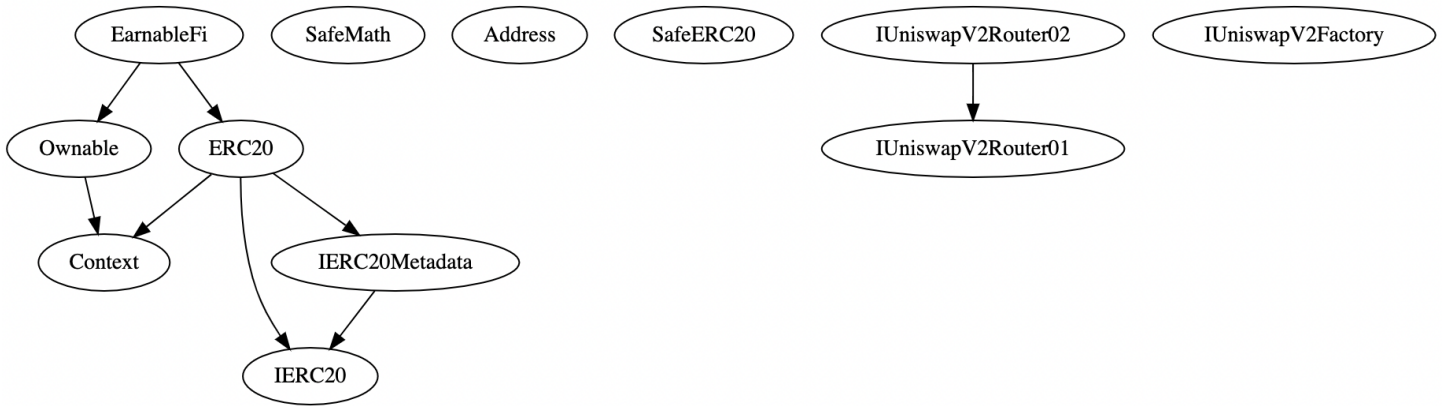 EarnableFi
SafeMath
Address
SafeERC20
IUniswapV2Router02
IUniswapV2Factory
Ownable
ERC20
IUniswapV2Router01
Context
IERC20Metadata
IERC20